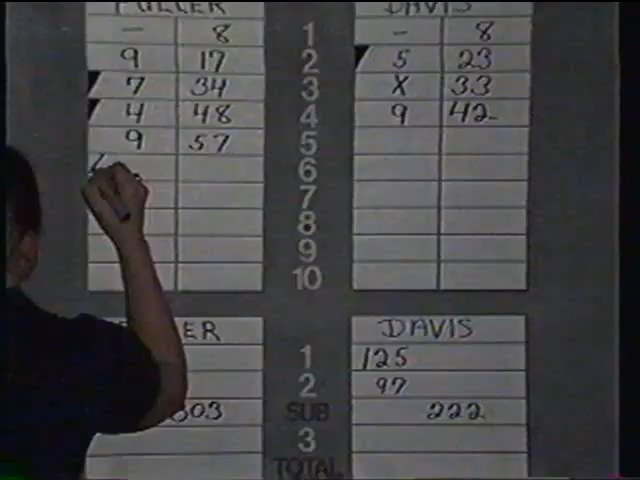 FULLER DAVIS
- 8 1 - 8
9 17 2 5 23
7 34 3 X 33
4 48 4 9 42
9 57 5
6
7
8
9
10
ER DAVIS
1 125
2 97
03 SUB 222
3
TOTAL